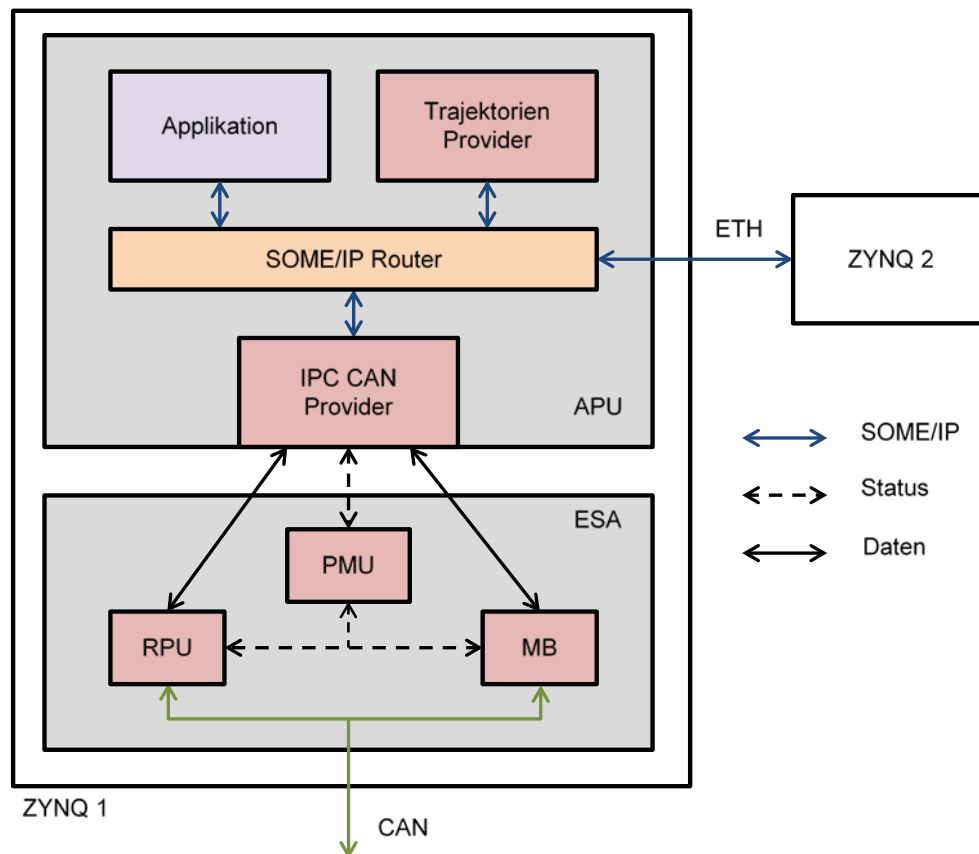 Applikation
Trajektorien
Provider
SOME/IP Router
ETH
ZYNQ 2
IPC CAN
Provider
APU
SOME/IP
Status
Daten
ESA
PMU
RPU
MB
ZYNQ 1
CAN